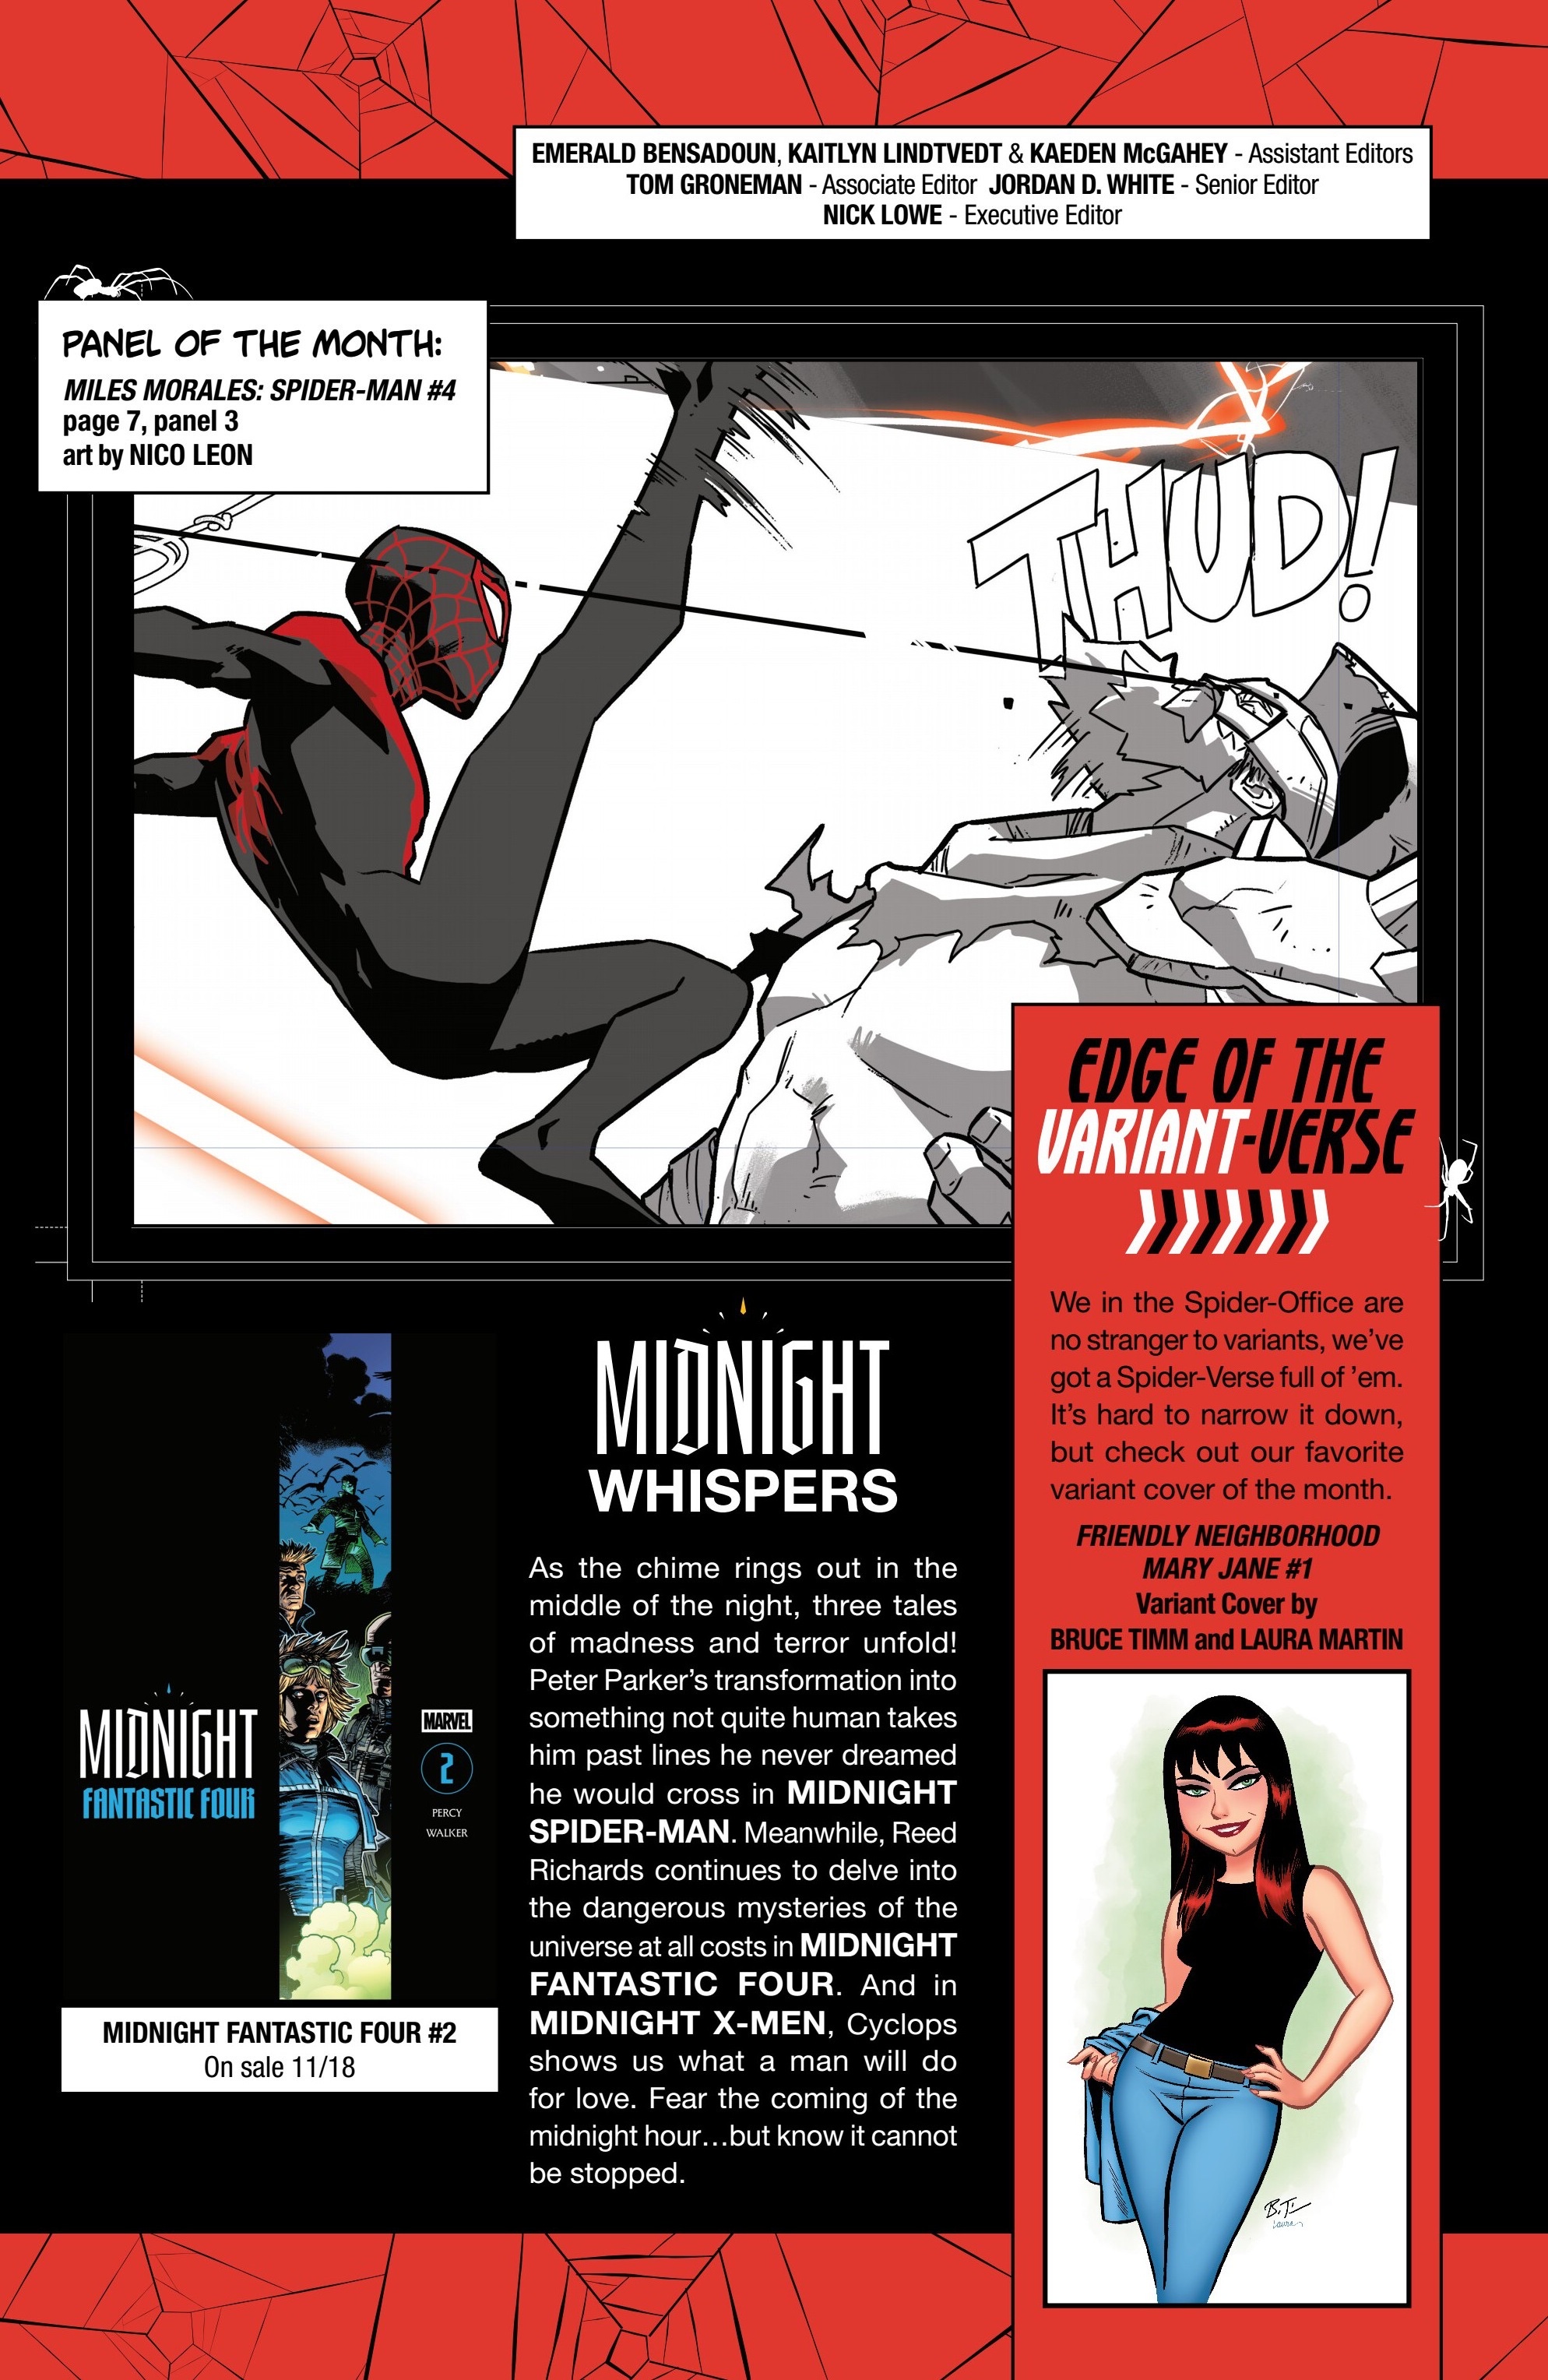 EMERALD BENSADOUN, KAITLYN LINDTVEDT & KAEDEN McGAHEY - Assistant Editors
TOM GRONEMAN - Associate Editor JORDAN D. WHITE - Senior Editor
NICK LOWE - Executive Editor
PANEL OF THE MONTH:
MILES MORALES: SPIDER-MAN #4
page 7, panel 3
art by NICO LEON
THUD!
EDGE OF THE
VARIANT-VERSE
We in the Spider-Office are
no stranger to variants, we’ve
got a Spider-Verse full of ’em.
It’s hard to narrow it down,
but check out our favorite
variant cover of the month.
FRIENDLY NEIGHBORHOOD
MARY JANE #1
Variant Cover by
BRUCE TIMM and LAURA MARTIN
B.T.
Laura
MIDNIGHT
FANTASTIC FOUR
MARVEL
2
PERCY
WALKER
MIDNIGHT FANTASTIC FOUR #2
On sale 11/18
MIDNIGHT
WHISPERS
As the chime rings out in the
middle of the night, three tales
of madness and terror unfold!
Peter Parker’s transformation into
something not quite human takes
him past lines he never dreamed
he would cross in MIDNIGHT
SPIDER-MAN. Meanwhile, Reed
Richards continues to delve into
the dangerous mysteries of the
universe at all costs in MIDNIGHT
FANTASTIC FOUR. And in
MIDNIGHT X-MEN, Cyclops
shows us what a man will do
for love. Fear the coming of the
midnight hour…but know it cannot
be stopped.